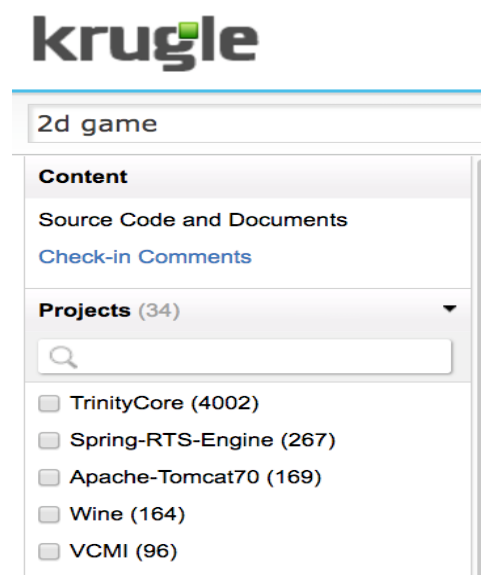 krugle
2d game
Content
Source Code and Documents
Check-in Comments
Projects (34)
TrinityCore (4002)
Spring-RTS-Engine (267)
Apache-Tomcat70 (169)
Wine (164)
VCMI (96)